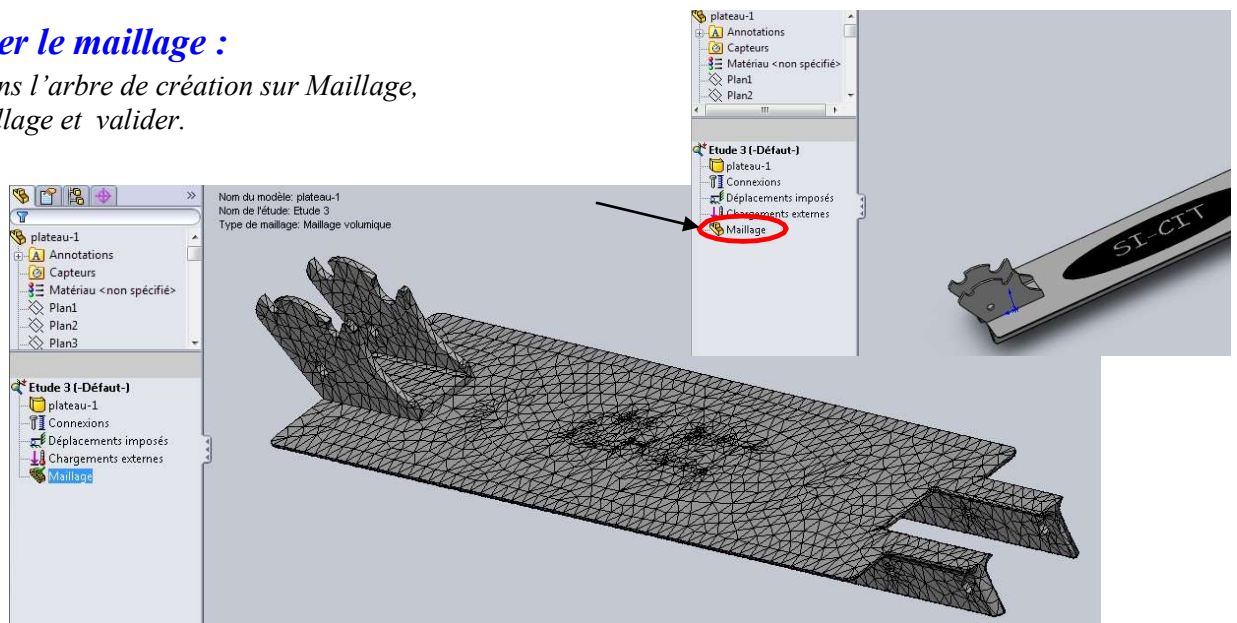 er le maillage :
ns l'arbre de création sur Maillage,
llage et valider.
plateau-1
Annotations
Capteurs
Matériau <non spécifié>
Plan1
Plan2
Etude 3 (-Défaut-)
plateau-1
Connexions
Déplacements imposés
Chargements externes
Maillage
SI-CIT
plateau-1
Annotations
Capteurs
Matériau <non spécifié>
Plan1
Plan2
Plan3
Etude 3 (-Défaut-)
plateau-1
Connexions
Déplacements imposés
Chargements externes
Maillage
Nom du modèle: plateau-1
Nom de l'étude: Etude 3
Type de maillage: Maillage volumique